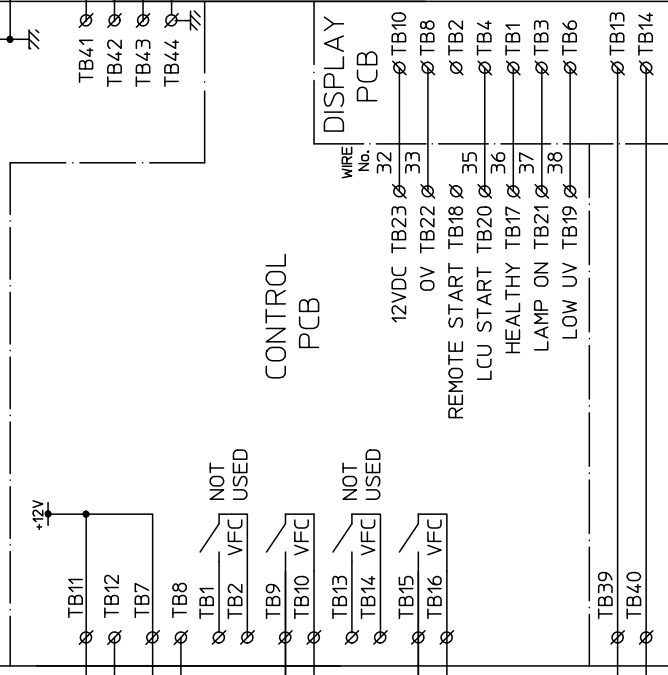 TB41
TB42
TB43
TB44
DISPLAY
PCB
TB10
TB8
TB2
TB4
TB1
TB3
TB6
TB13
TB14
WIRE
No.
32
33
35
36
37
38
12VDC TB23
0V TB22
REMOTE START TB18
LCU START TB20
HEALTHY TB17
LAMP ON TB21
LOW UV TB19
CONTROL
PCB
+12V
NOT
USED
NOT
USED
VFC
VFC
VFC
VFC
TB11
TB12
TB7
TB8
TB1
TB2
TB9
TB10
TB13
TB14
TB15
TB16
TB39
TB40